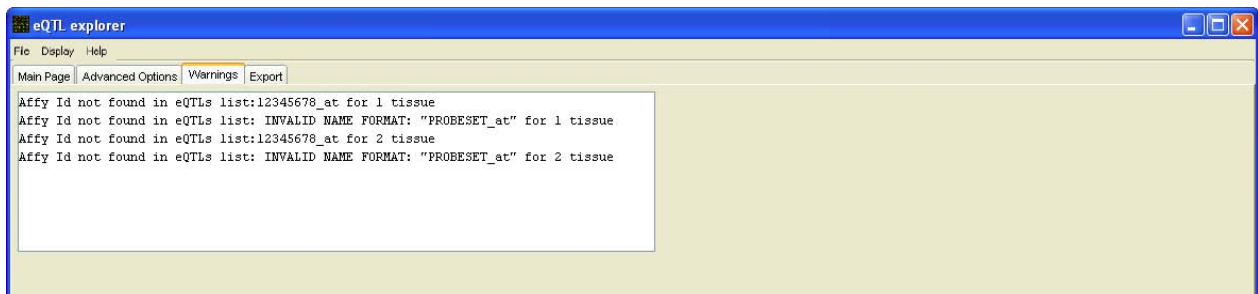 eQTL explorer
File Display Help
Main Page Advanced Options Warnings Export
Affy Id not found in eQTLs list:12345678_at for 1 tissue
Affy Id not found in eQTLs list: INVALID NAME FORMAT: "PROBESET_at" for 1 tissue
Affy Id not found in eQTLs list:12345678_at for 2 tissue
Affy Id not found in eQTLs list: INVALID NAME FORMAT: "PROBESET_at" for 2 tissue